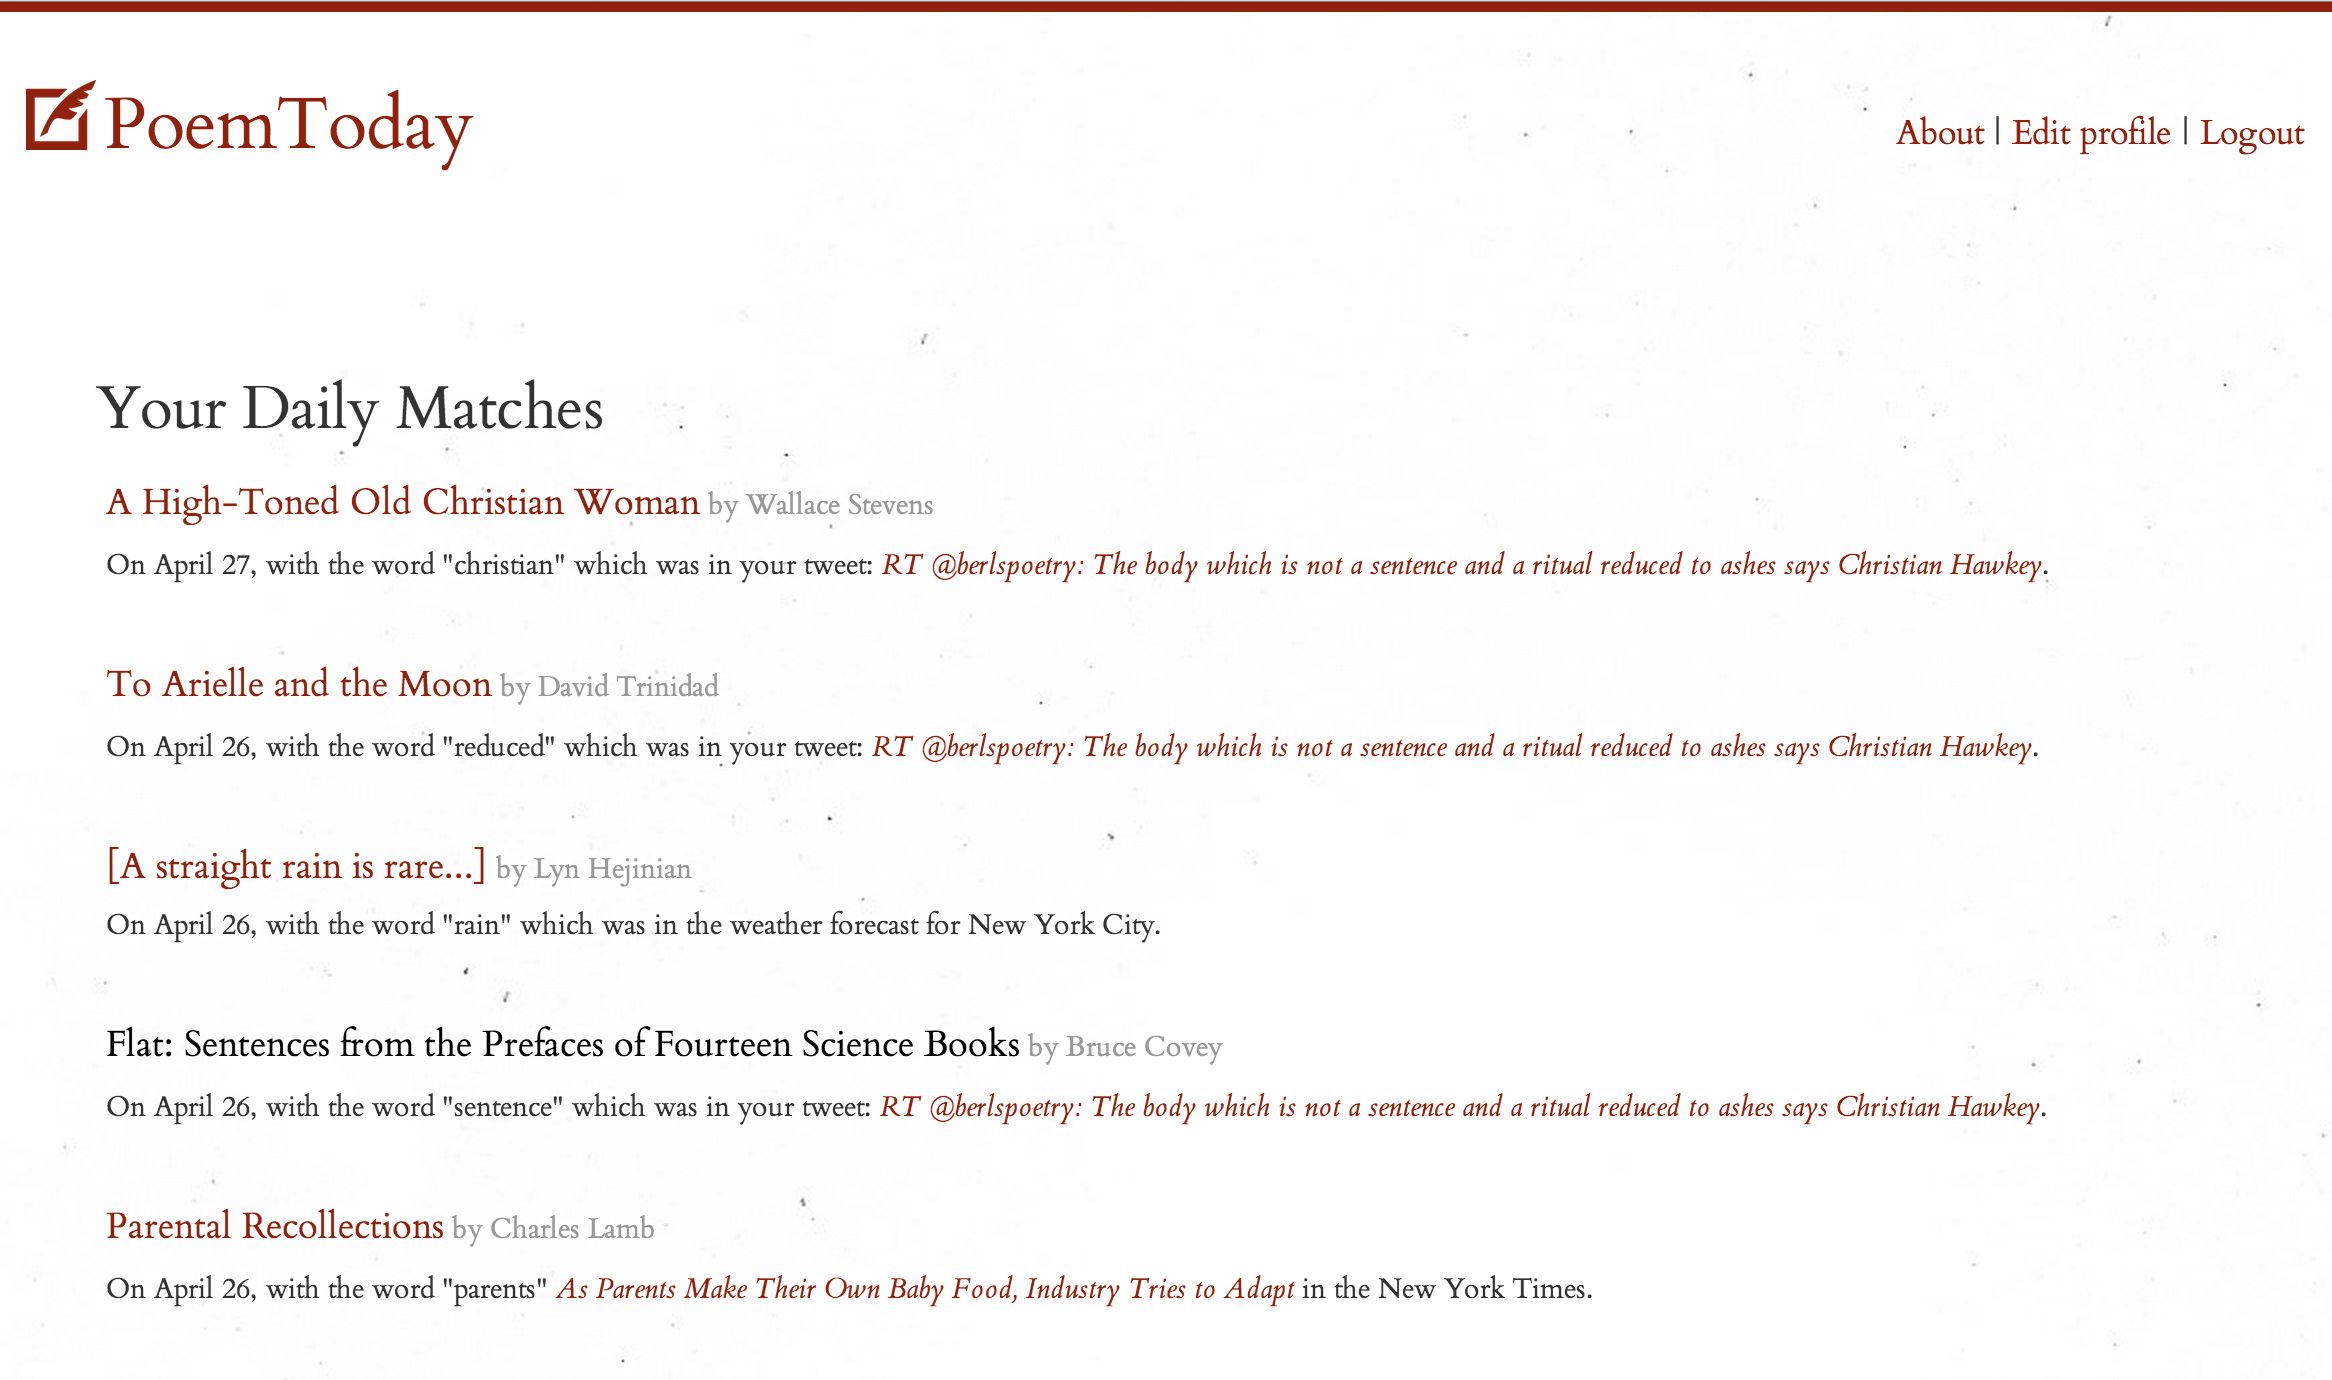 PoemToday
About | Edit profile | Logout
Your Daily Matches
A High-Toned Old Christian Woman by Wallace Stevens
On April 27, with the word "christian" which was in your tweet: RT @berlspoetry: The body which is not a sentence and a ritual reduced to ashes says Christian Hawkey.
To Arielle and the Moon by David Trinidad
On April 26, with the word "reduced" which was in your tweet: RT @berlspoetry: The body which is not a sentence and a ritual reduced to ashes says Christian Hawkey.
[A straight rain is rare...] by Lyn Hejinian
On April 26, with the word "rain" which was in the weather forecast for New York City.
Flat: Sentences from the Prefaces of Fourteen Science Books by Bruce Covey
On April 26, with the word "sentence" which was in your tweet: RT @berlspoetry: The body which is not a sentence and a ritual reduced to ashes says Christian Hawkey.
Parental Recollections by Charles Lamb
On April 26, with the word "parents" As Parents Make Their Own Baby Food, Industry Tries to Adapt in the New York Times.